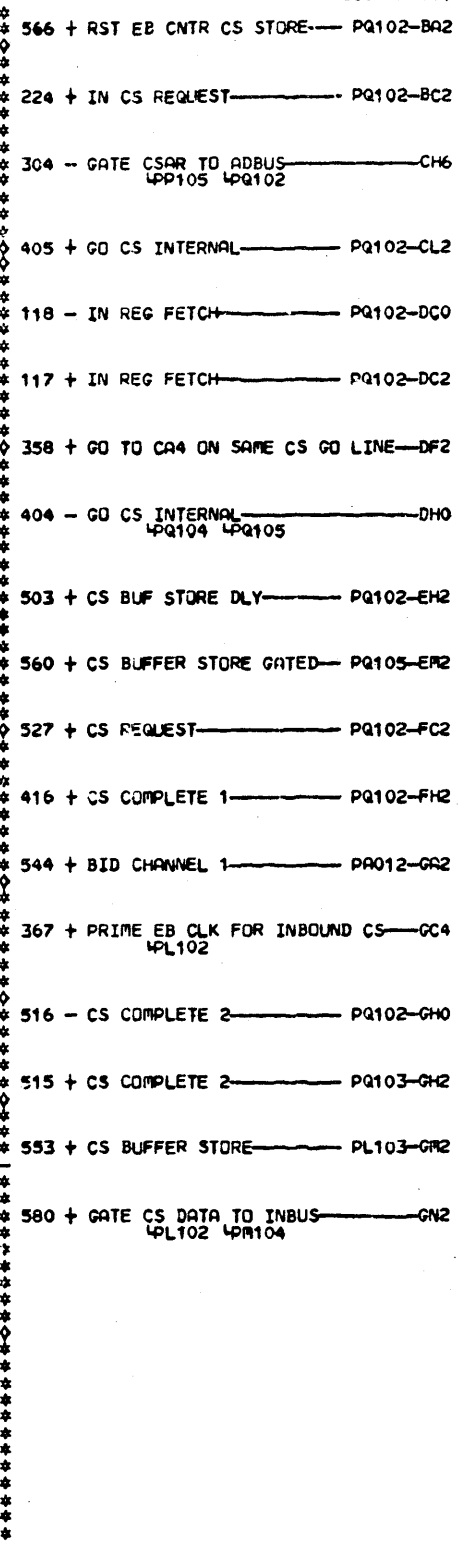 566 + RST EB CNTR CS STORE--- PQ102-BA2
224 + IN CS REQUEST--- PQ102-BC2
304 - GATE CSAR TO ADBUS---CH6
PP105 PQ102
405 + GO CS INTERNAL--- PQ102-CL2
118 - IN REG FETCH--- PQ102-DC0
117 + IN REG FETCH--- PQ102-DC2
358 + GO TO CA4 ON SAME CS GO LINE---DF2
404 - GO CS INTERNAL---DH0
PQ104 PQ105
503 + CS BUF STORE DLY--- PQ102-EH2
560 + CS BUFFER STORE GATED--- PQ105-EM2
527 + CS REQUEST--- PQ102-FC2
416 + CS COMPLETE 1--- PQ102-FH2
544 + BID CHANNEL 1--- PA012-GA2
367 + PRIME EB CLK FOR INBOUND CS---GC4
PL102
516 - CS COMPLETE 2--- PQ102-GH0
515 + CS COMPLETE 2--- PQ103-GH2
553 + CS BUFFER STORE--- PL103-GM2
580 + GATE CS DATA TO INBUS---GN2
PL102 PM104